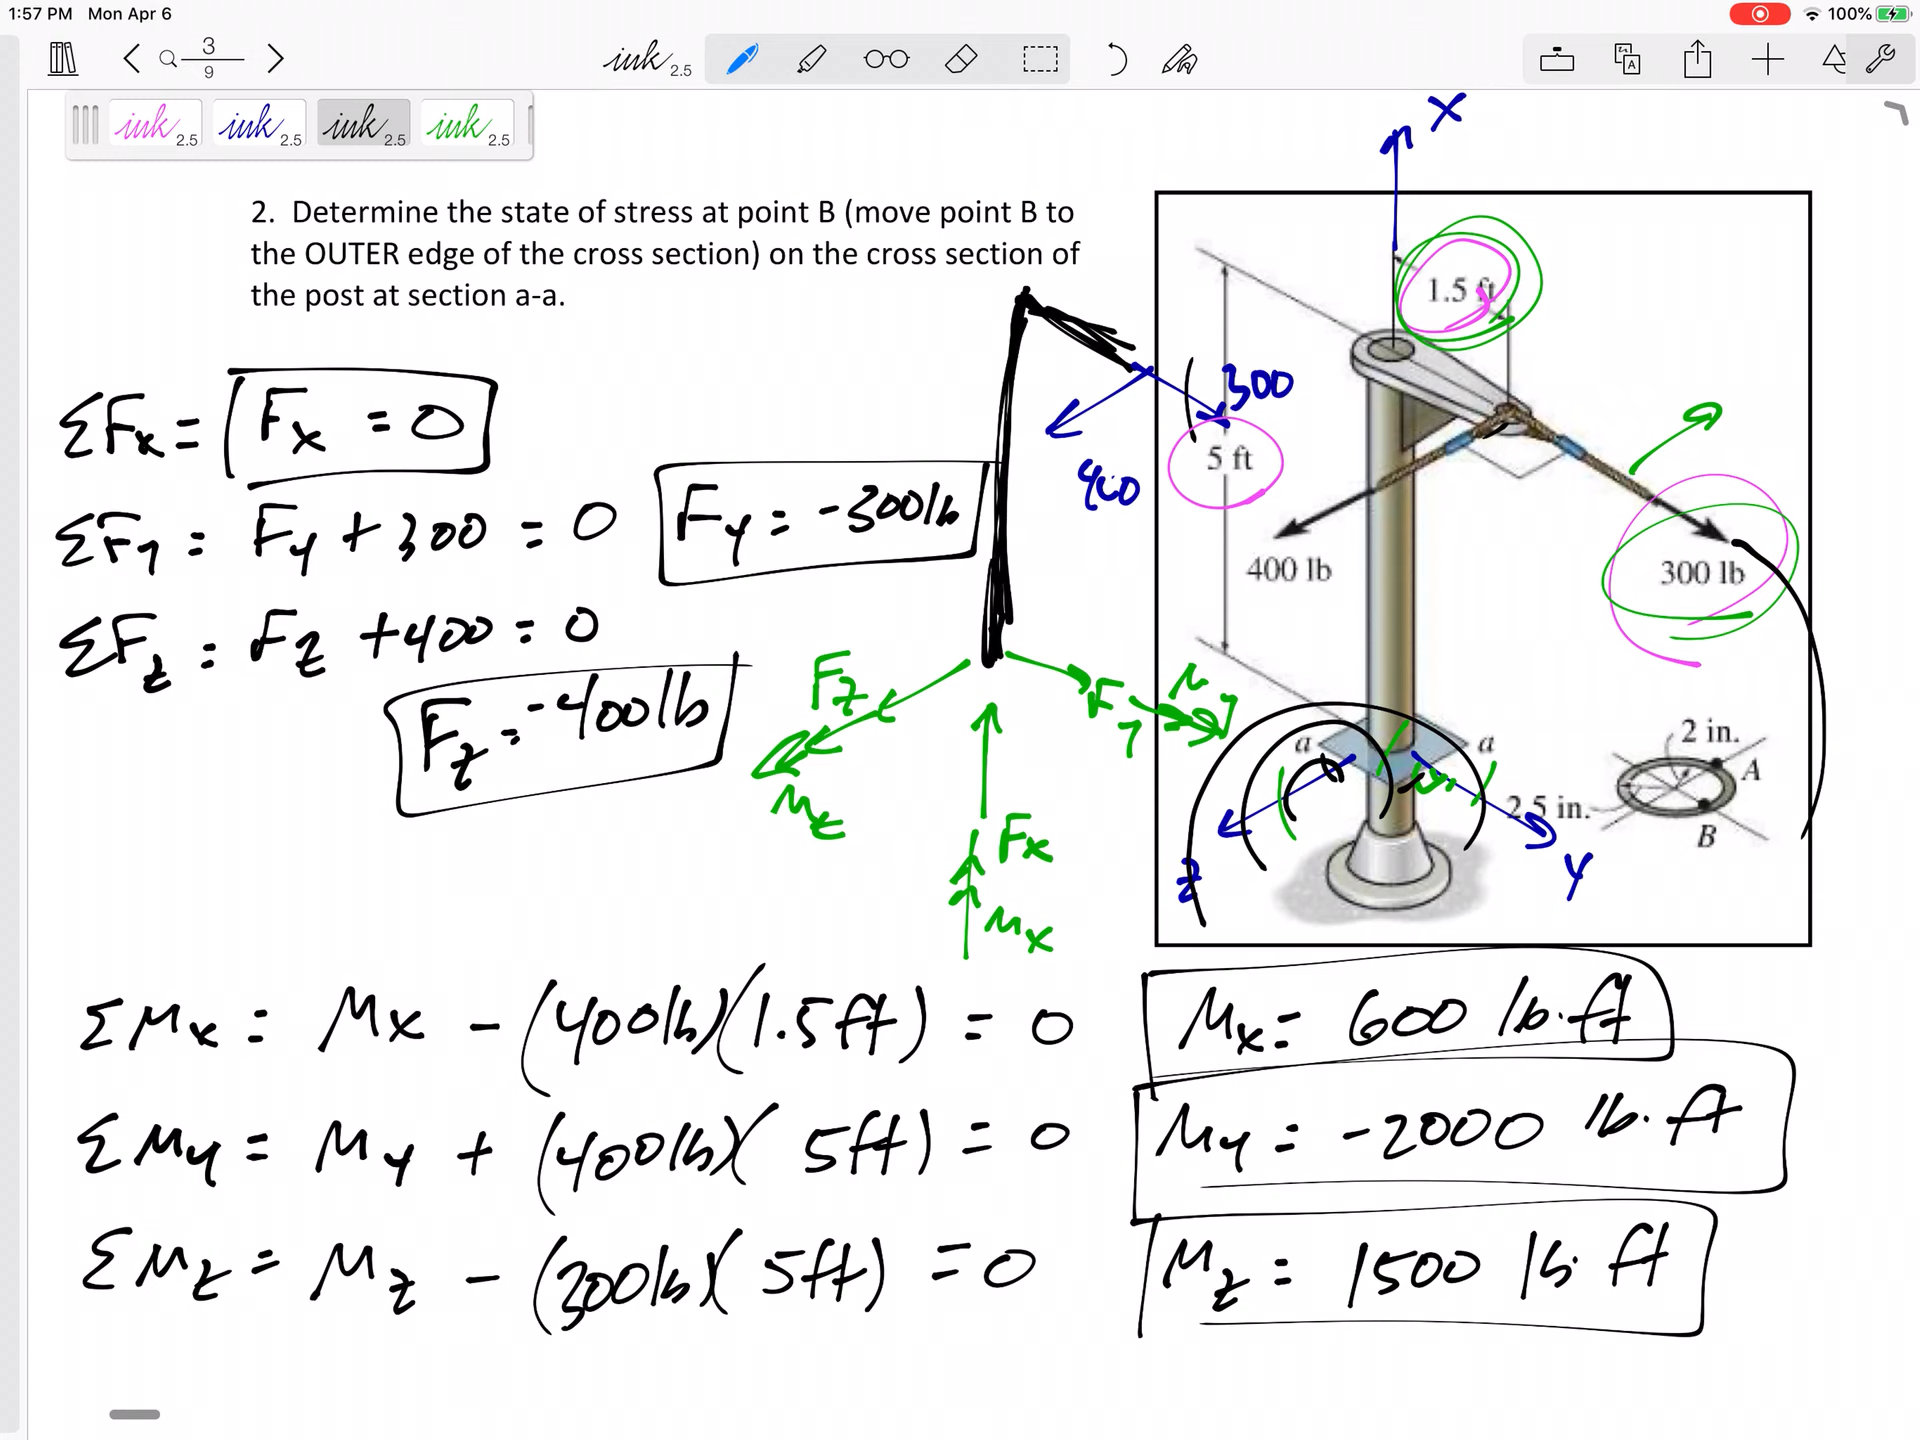 1:57 PM Mon Apr 6
100%
3
9
ink 2.5
ink 2.5
ink 2.5
ink 2.5
ink 2.5
2. Determine the state of stress at point B (move point B to
the OUTER edge of the cross section) on the cross section of
the post at section a-a.
X
1.5 ft
300
5 ft
400
400 lb
300 lb
ΣFx = Fx = 0
ΣFy = Fy + 300 = 0
Fy = -300lb
ΣFz = Fz + 400 = 0
Fz = -400lb
Fz
Mz
Fy
Fx
Mx
a
a
2 in.
A
2.5 in.
B
Z
Y
ΣMx = Mx - (400lb)(1.5ft) = 0
Mx = 600 lb·ft
ΣMy = My + (400lb)( 5ft) = 0
My = -2000 lb·ft
ΣMz = Mz - (300lb)( 5ft) = 0
Mz = 1500 lb·ft